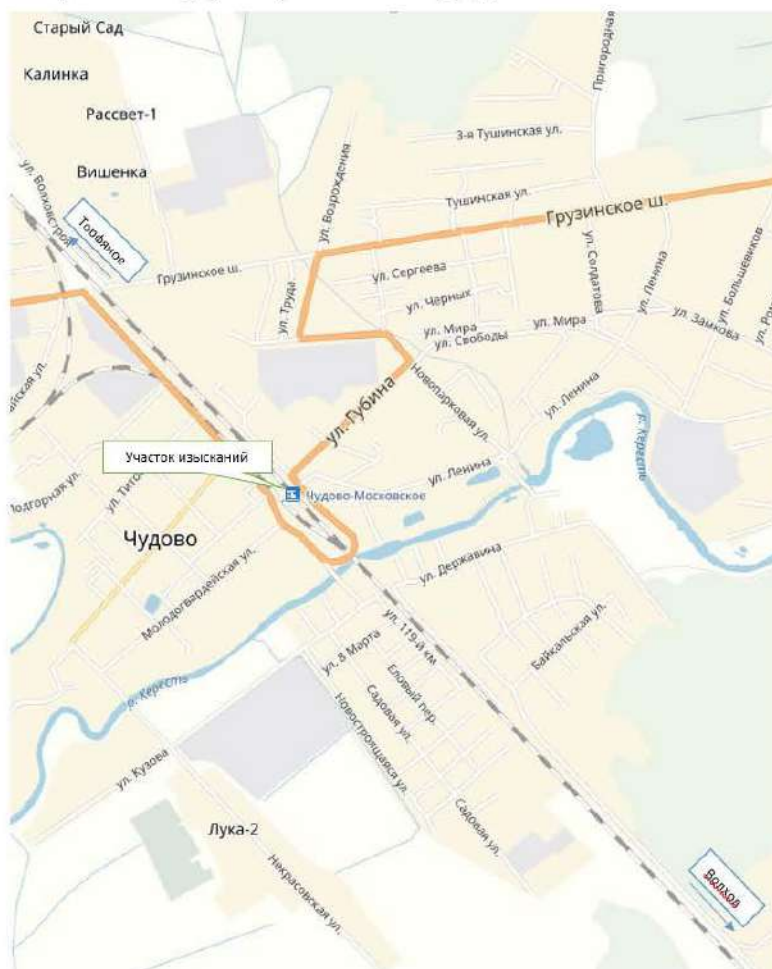 Старый Сад
Калинка
Рассвет-1
Вишенка
ул. Волховстроя
Торфяное
Пригородная
3-я Тушинская ул.
Тушинская ул.
ул. Возрождения
Грузинское ш.
Грузинское ш.
ул. Сергеева
ул. Труда
ул. Черных
ул. Солдатова
ул. Ленина
ул. Большевиков
ул. Мира
ул. Свободы
ул. Мира
ул. Замкова
ул.
ул. Губина
Новопарковая ул.
ул. Ленина
р. Кересть
Участок изысканий
ул. Ленина
Чудово-Московское
Подгорная ул.
Чудово
Молодогвардейская ул.
ул. Державина
ул. 119-й км
Байкальская ул.
ул. 8 Марта
Еловый пер.
Садовая ул.
р. Кересть
Новостроящаяся ул.
ул. Кузова
Лука-2
Садовая ул.
Некрасовская ул.
Волхов